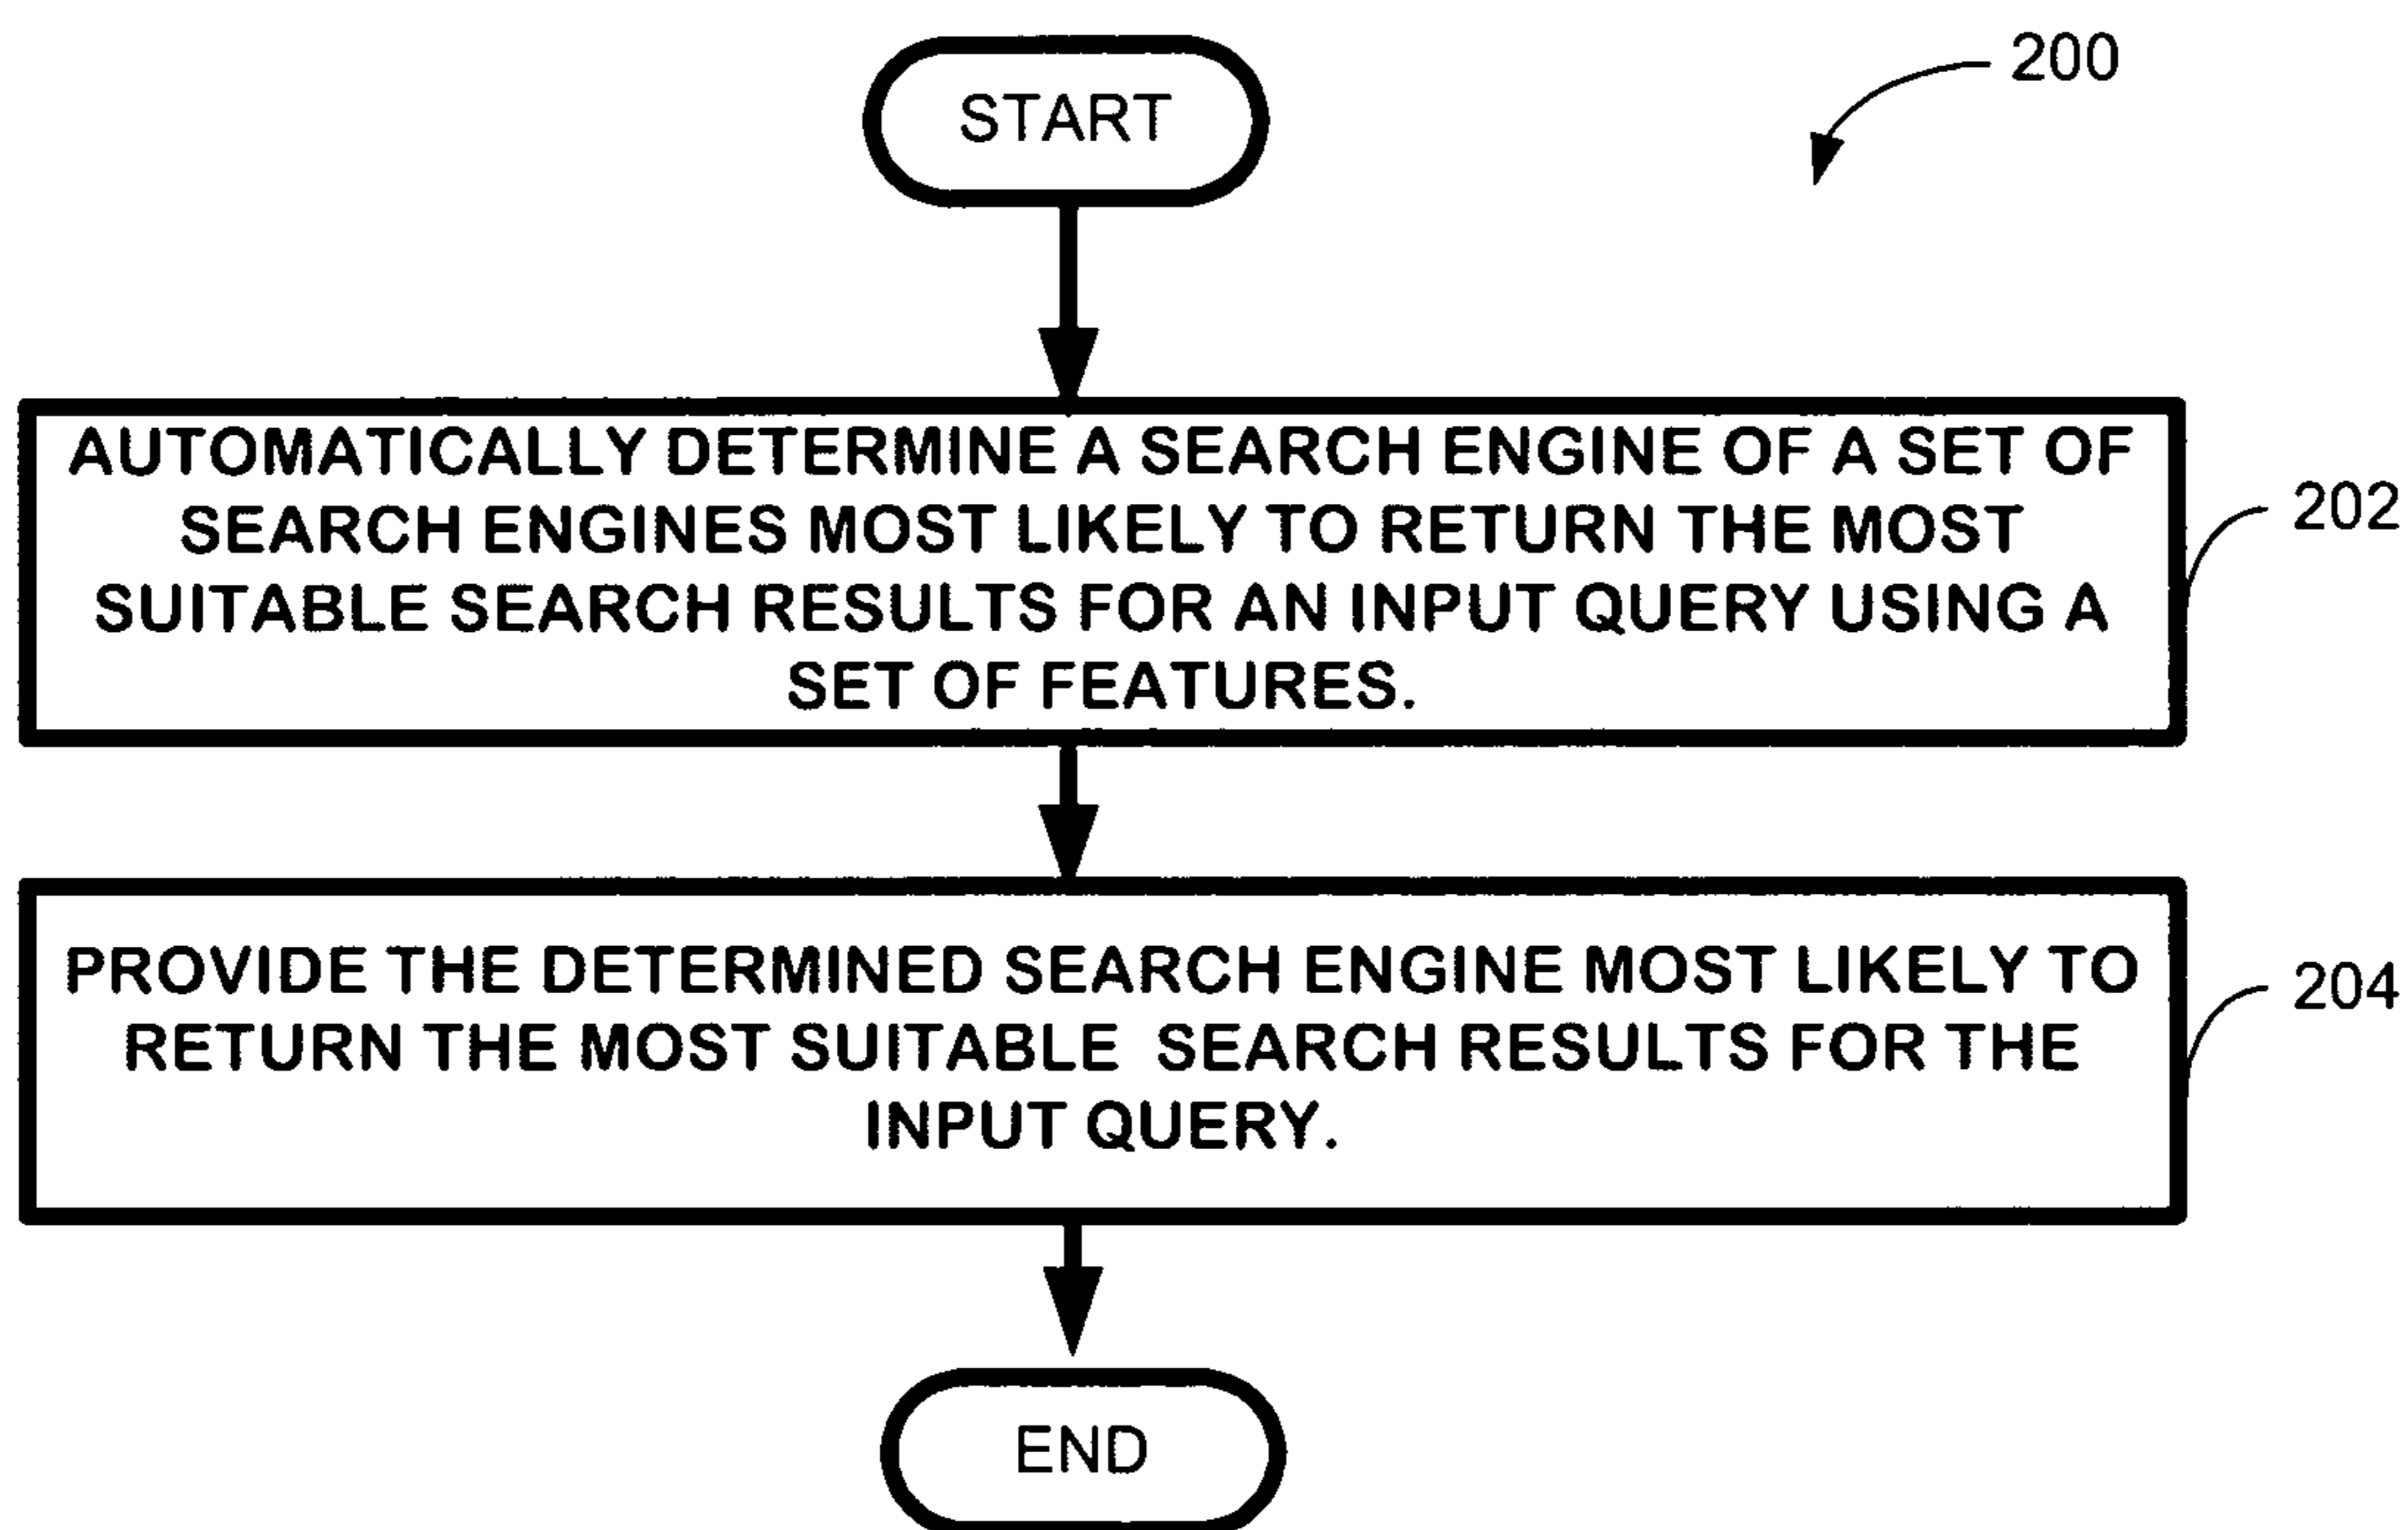 START
200
AUTOMATICALLY DETERMINE A SEARCH ENGINE OF A SET OF
SEARCH ENGINES MOST LIKELY TO RETURN THE MOST
SUITABLE SEARCH RESULTS FOR AN INPUT QUERY USING A
SET OF FEATURES.
202
PROVIDE THE DETERMINED SEARCH ENGINE MOST LIKELY TO
RETURN THE MOST SUITABLE SEARCH RESULTS FOR THE
INPUT QUERY.
204
END